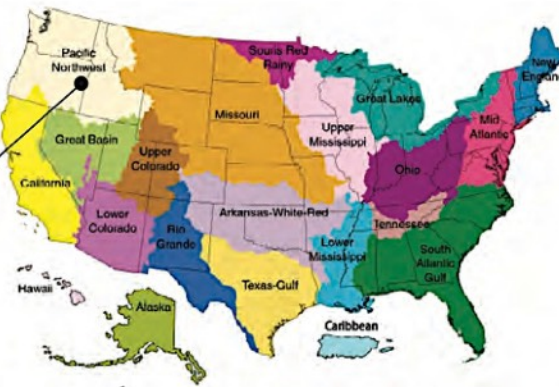 Pacific
Northwest
Souris Red
Rainy
New
England
Great Lakes
Missouri
Upper
Mississippi
Mid
Atlantic
Great Basin
Upper
Colorado
Ohio
California
Lower
Colorado
Arkansas-White-Red
Tennessee
Rio
Grande
Lower
Mississippi
South
Atlantic
Gulf
Texas-Gulf
Hawaii
Alaska
Caribbean